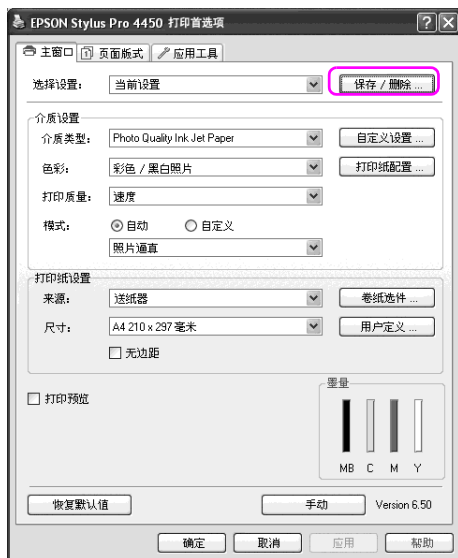 EPSON Stylus Pro 4450 打印首选项
主窗口 页面版式 应用工具
选择设置： 当前设置 保存 / 删除 ...
介质设置
介质类型： Photo Quality Ink Jet Paper 自定义设置 ...
色彩： 彩色 / 黑白照片 打印纸配置 ...
打印质量： 速度
模式： 自动 自定义
照片逼真
打印纸设置
来源： 送纸器 卷纸选件 ...
尺寸： A4 210 x 297 毫米 用户定义 ...
无边距
打印预览
墨量
MB C M Y
恢复默认值 手动 Version 6.50
确定 取消 应用 帮助